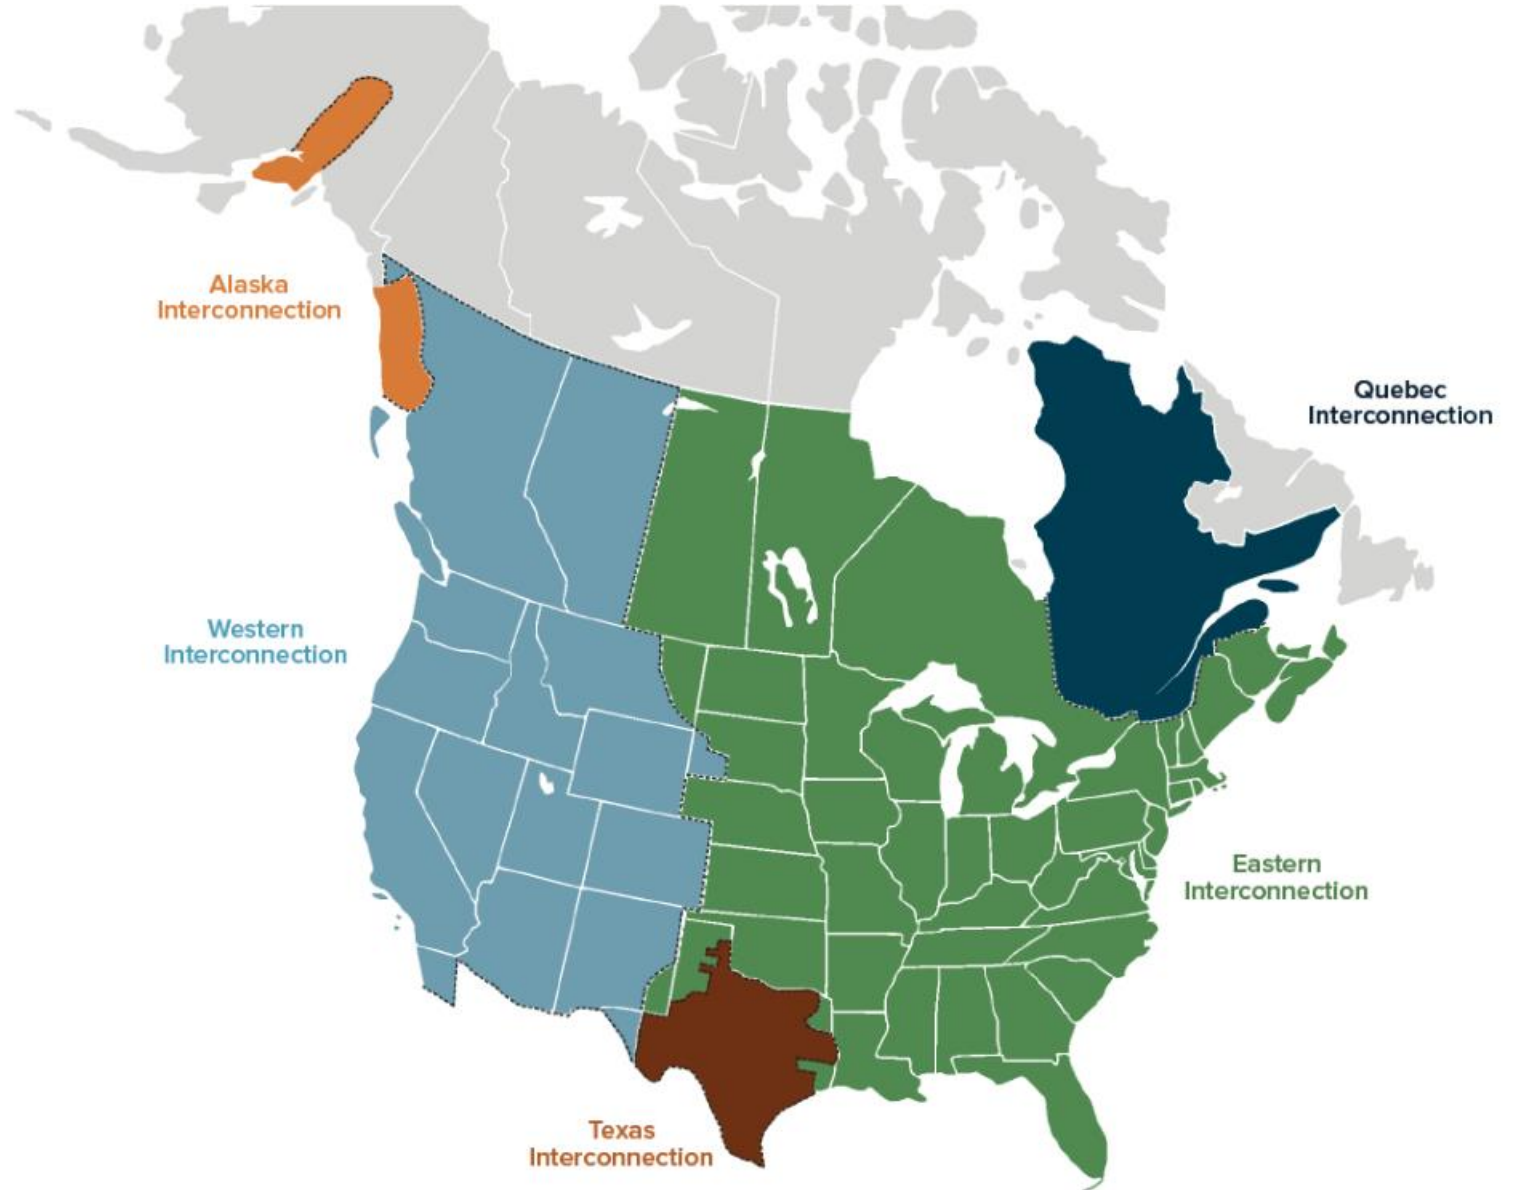 Alaska
Interconnection
Quebec
Interconnection
Western
Interconnection
Eastern
Interconnection
Texas
Interconnection